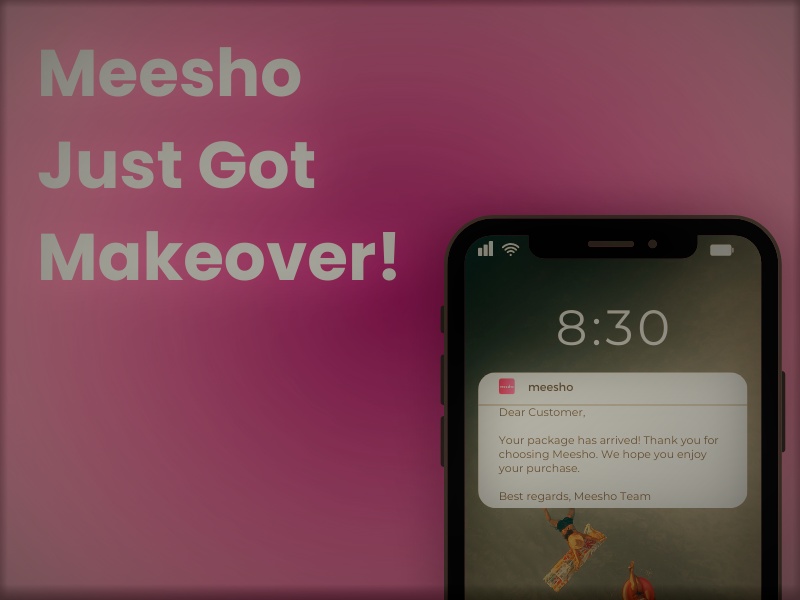 Meesho
Just Got
Makeover!
8:30
meesho
Dear Customer,
Your package has arrived! Thank you for
choosing Meesho. We hope you enjoy
your purchase.
Best regards, Meesho Team